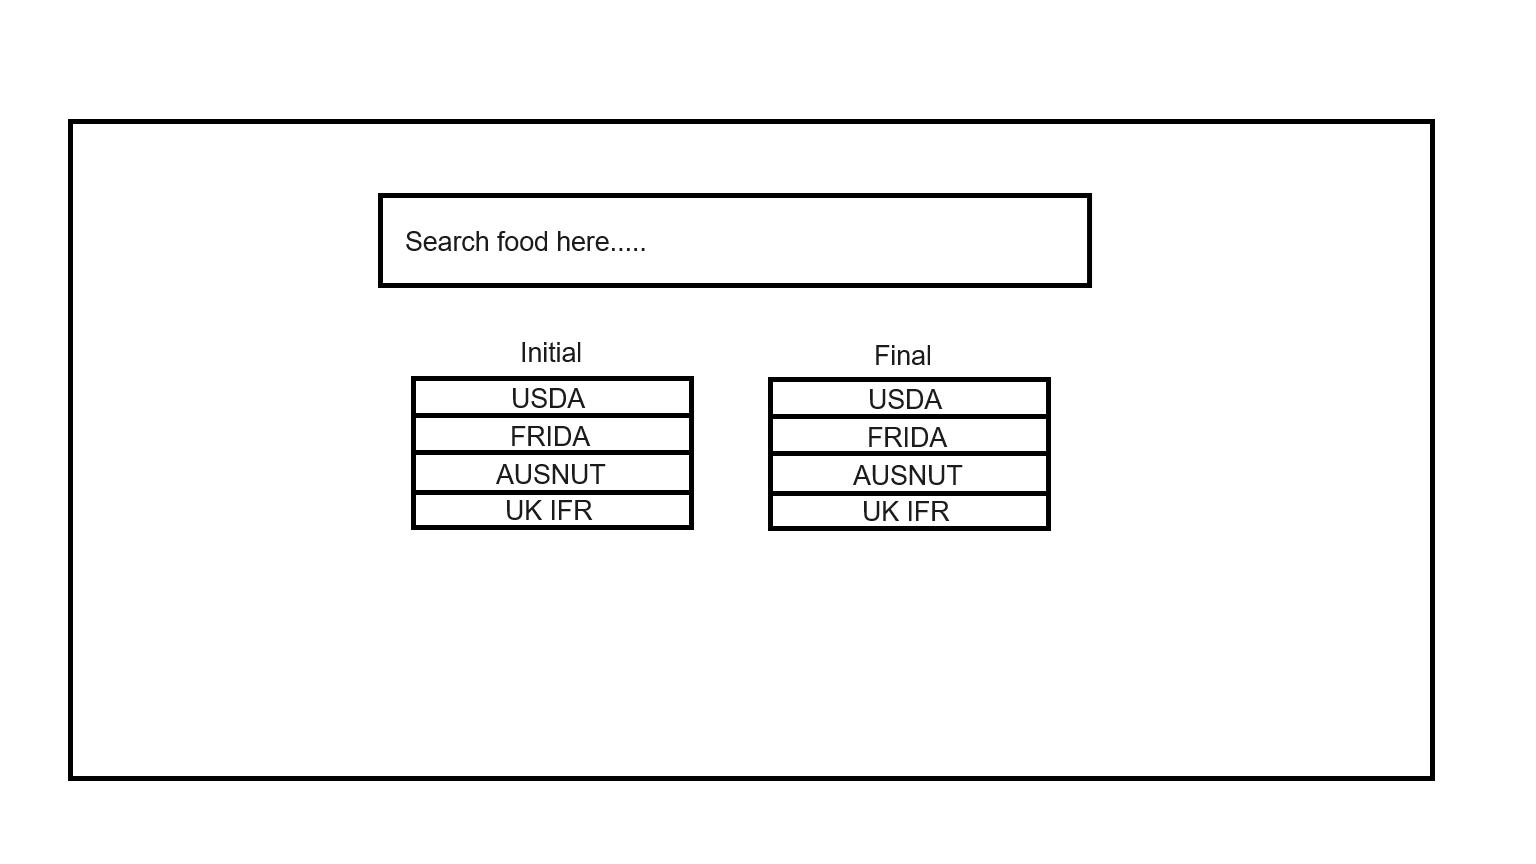 Search food here.....
Initial
USDA
FRIDA
AUSNUT
UK IFR
Final
USDA
FRIDA
AUSNUT
UK IFR